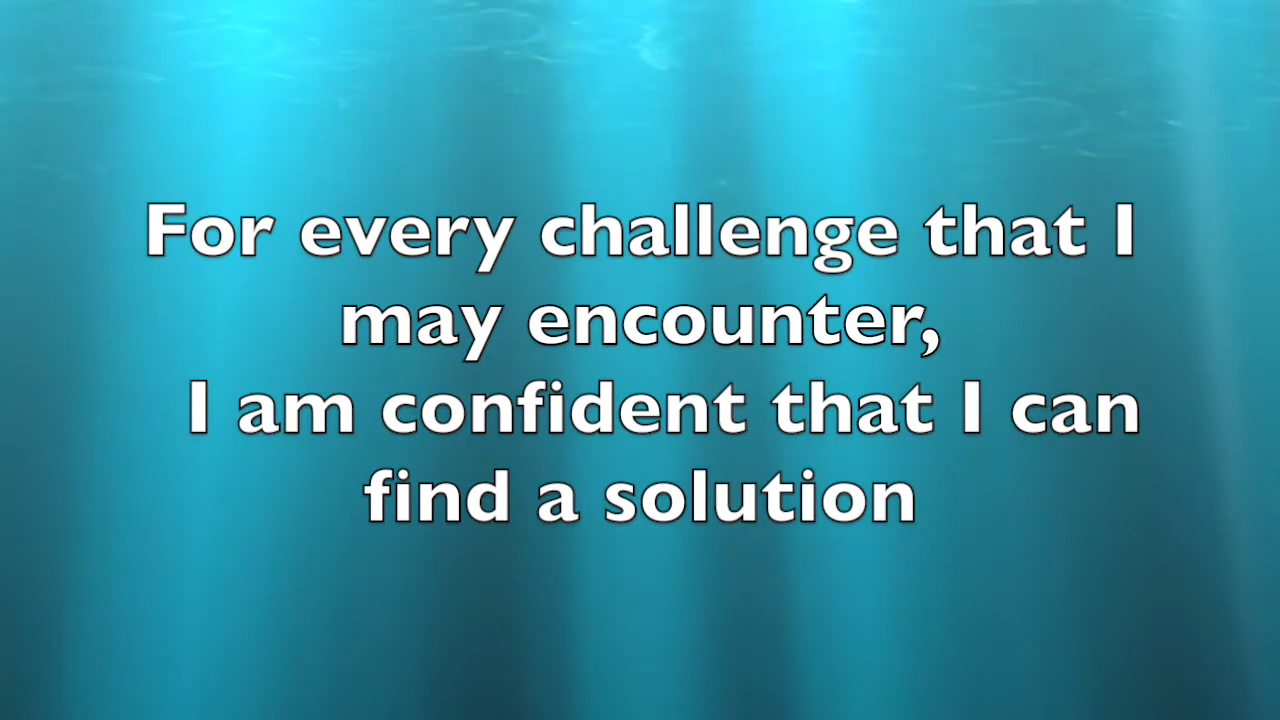 For every challenge that I
may encounter,
I am confident that I can
find a solution